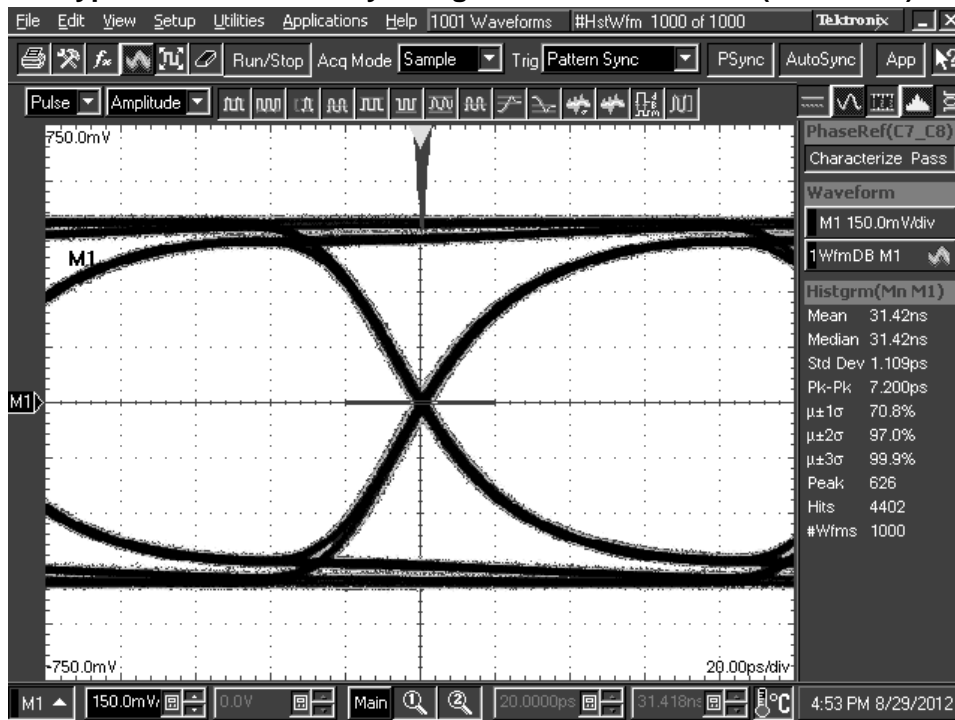 File Edit View Setup Utilities Applications Help 1001 Waveforms #HstWfm 1000 of 1000 Tektronix
Run/Stop Acq Mode Sample Trig Pattern Sync PSync AutoSync App
Pulse Amplitude
750.0mV
PhaseRef(C7_C8)
Characterize Pass
Waveform
M1 150.0mV/div
1WfmDB M1
M1
Histgrm(Mn M1)
Mean 31.42ns
Median 31.42ns
Std Dev 1.109ps
Pk-Pk 7.200ps
M1
µ±1σ 70.8%
µ±2σ 97.0%
µ±3σ 99.9%
Peak 626
Hits 4402
#Wfms 1000
-750.0mV 20.00ps/div
M1 150.0mV/ 0.0V Main 1 2 20.0000ps 31.418ns °C 4:53 PM 8/29/2012